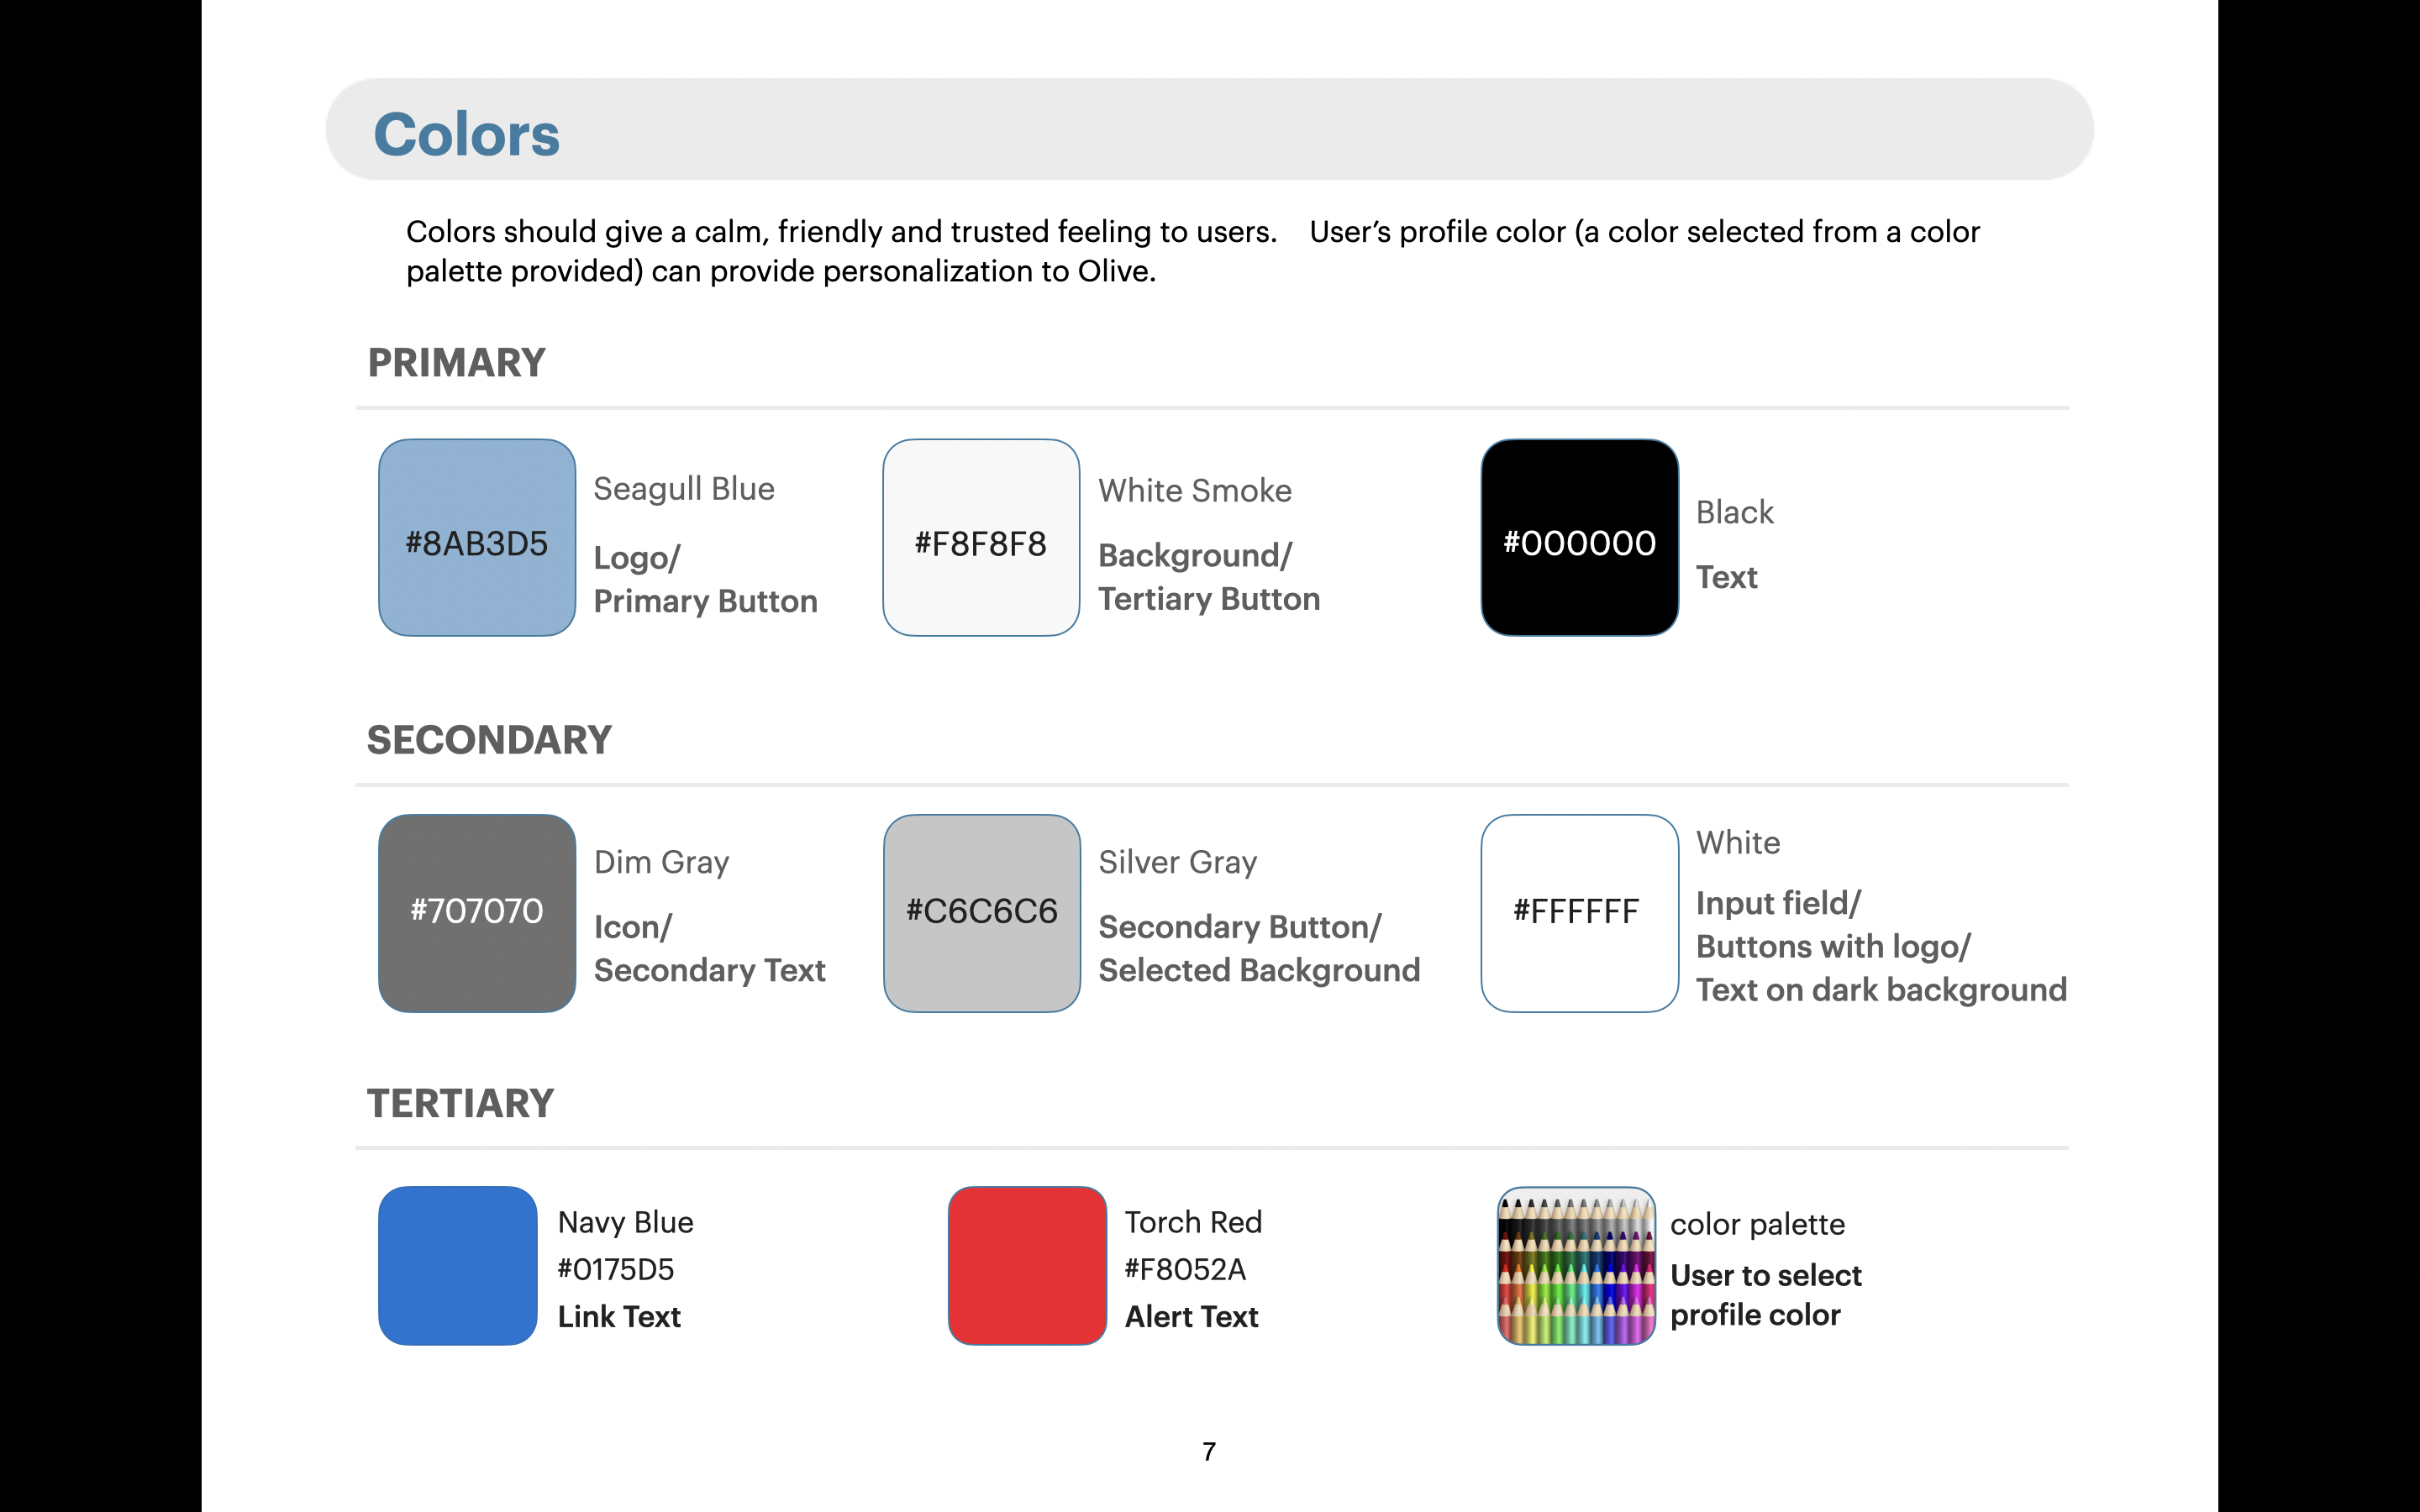 Colors
Colors should give a calm, friendly and trusted feeling to users. User’s profile color (a color selected from a color
palette provided) can provide personalization to Olive.
PRIMARY
#8AB3D5
Seagull Blue
Logo/
Primary Button
#F8F8F8
White Smoke
Background/
Tertiary Button
#000000
Black
Text
SECONDARY
#707070
Dim Gray
Icon/
Secondary Text
#C6C6C6
Silver Gray
Secondary Button/
Selected Background
#FFFFFF
White
Input field/
Buttons with logo/
Text on dark background
TERTIARY
Navy Blue
#0175D5
Link Text
Torch Red
#F8052A
Alert Text
color palette
User to select
profile color
7